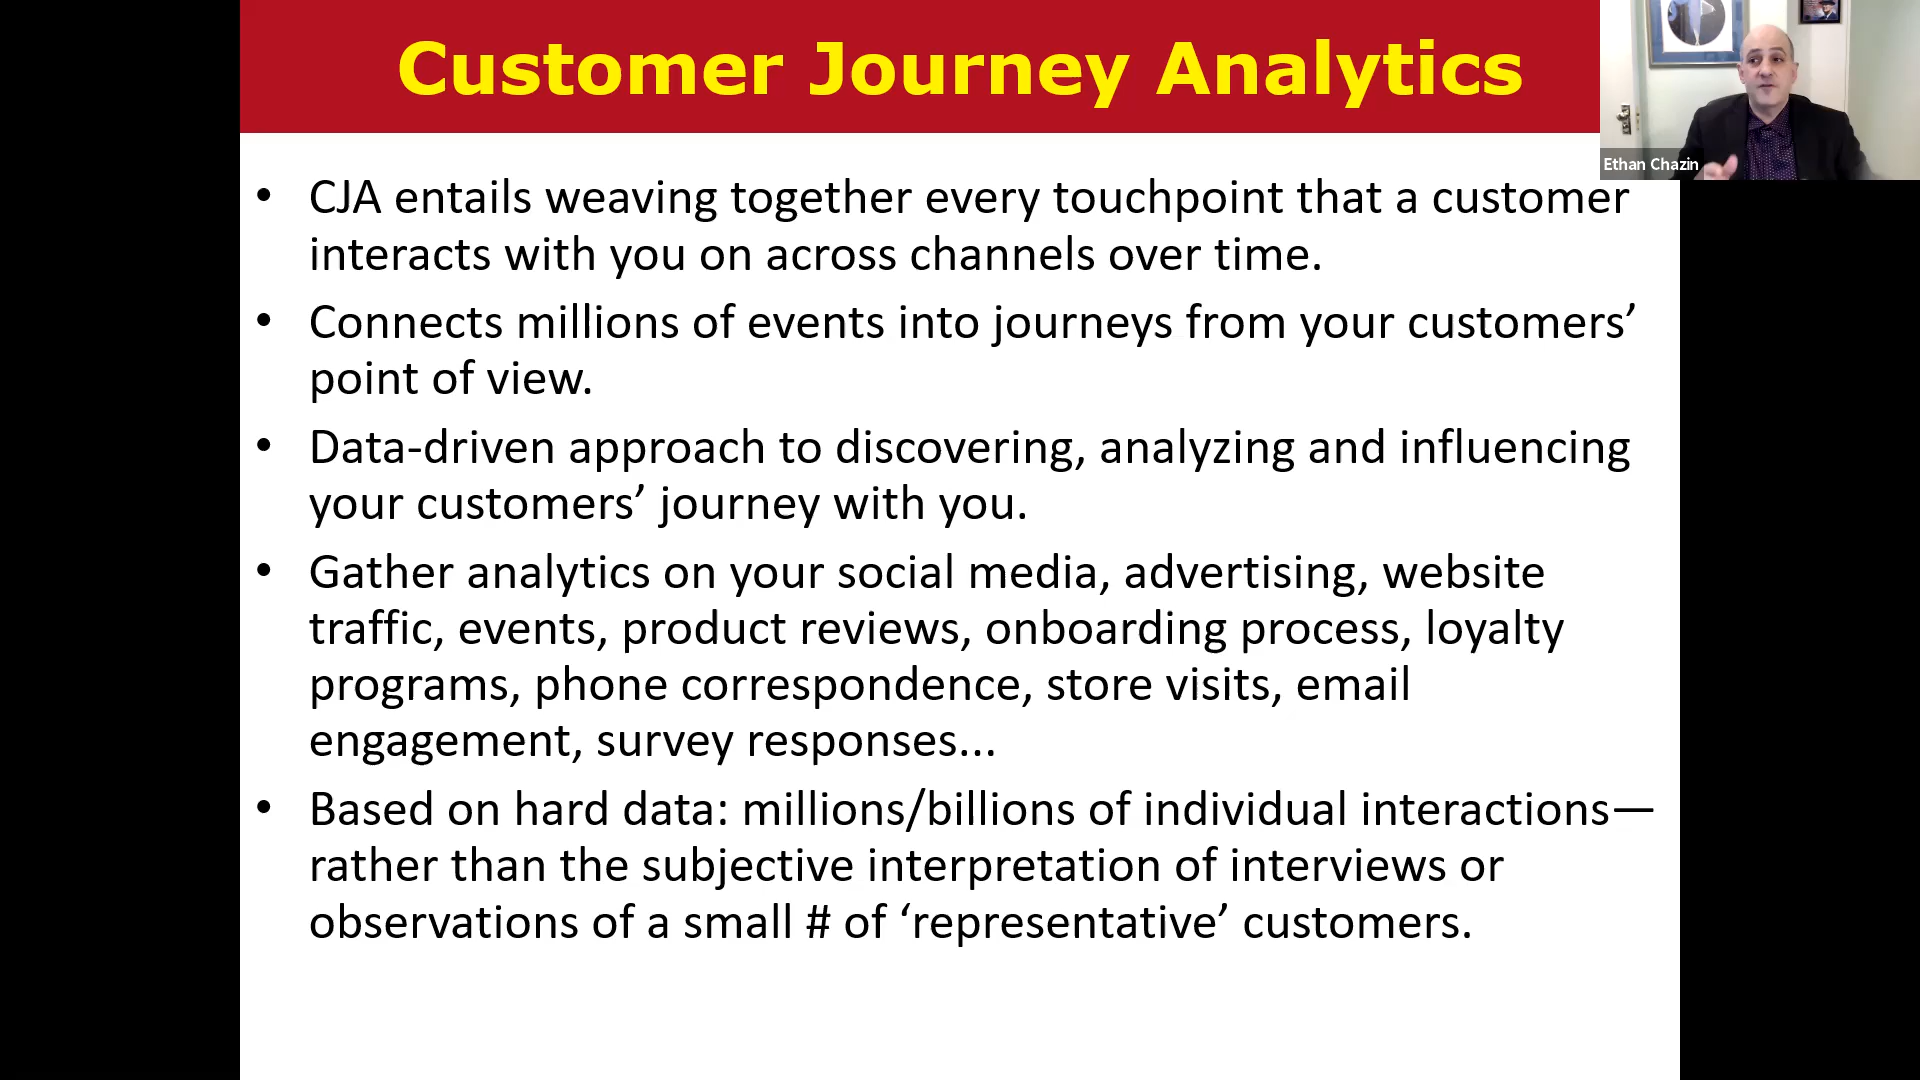 Customer Journey Analytics
Ethan Chazin
• CJA entails weaving together every touchpoint that a customer
interacts with you on across channels over time.
• Connects millions of events into journeys from your customers’
point of view.
• Data-driven approach to discovering, analyzing and influencing
your customers’ journey with you.
• Gather analytics on your social media, advertising, website
traffic, events, product reviews, onboarding process, loyalty
programs, phone correspondence, store visits, email
engagement, survey responses...
• Based on hard data: millions/billions of individual interactions—
rather than the subjective interpretation of interviews or
observations of a small # of ‘representative’ customers.